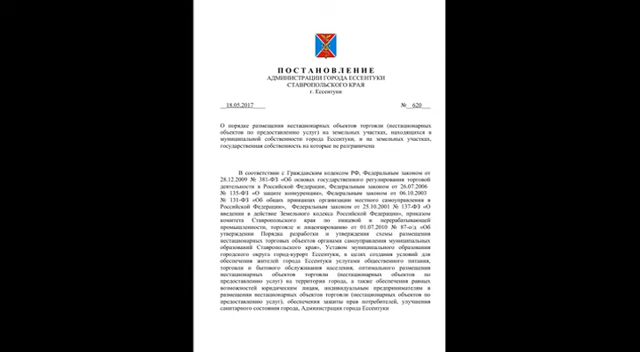 ПОСТАНОВЛЕНИЕ
АДМИНИСТРАЦИИ ГОРОДА ЕССЕНТУКИ
СТАВРОПОЛЬСКОГО КРАЯ
г. Ессентуки
18.05.2017 № 620
О порядке размещения нестационарных объектов торговли (нестационарных
объектов по предоставлению услуг) на земельных участках, находящихся в
муниципальной собственности города Ессентуки, и на земельных участках,
государственная собственность на которые не разграничена
В соответствии с Гражданским кодексом РФ, Федеральным законом от
28.12.2009 № 381-ФЗ «Об основах государственного регулирования торговой
деятельности в Российской Федерации, Федеральным законом от 26.07.2006
№ 135-ФЗ «О защите конкуренции», Федеральным законом от 06.10.2003
№ 131-ФЗ «Об общих принципах организации местного самоуправления в
Российской Федерации», Федеральным законом от 25.10.2001 № 137-ФЗ «О
введении в действие Земельного кодекса Российской Федерации», приказом
комитета Ставропольского края по пищевой и перерабатывающей
промышленности, торговле и лицензированию от 01.07.2010 № 87-о/д «Об
утверждении Порядка разработки и утверждения схемы размещения
нестационарных торговых объектов органами самоуправления муниципальных
образований Ставропольского края», Уставом муниципального образования
городского округа город-курорт Ессентуки, в целях создания условий для
обеспечения жителей города Ессентуки услугами общественного питания,
торговли и бытового обслуживания населения, оптимального размещения
нестационарных объектов торговли (нестационарных объектов по
предоставлению услуг) на территории города, а также обеспечения равных
возможностей юридическим лицам, индивидуальным предпринимателям в
размещении нестационарных объектов торговли (нестационарных объектов по
предоставлению услуг), обеспечения защиты прав потребителей, улучшения
санитарного состояния города, Администрация города Ессентуки